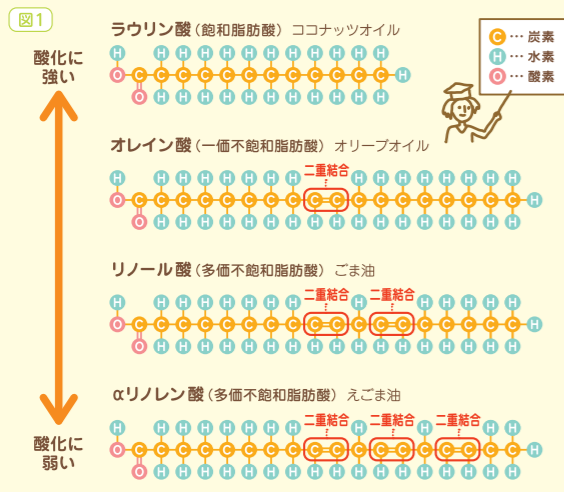 図1
酸化に
強い
ラウリン酸(飽和脂肪酸) ココナッツオイル
C … 炭素
H … 水素
O … 酸素
H H H H H H H H H H H H
O C C C C C C C C C C C C H
O H H H H H H H H H H H
オレイン酸(一価不飽和脂肪酸) オリーブオイル
二重結合
H H H H H H H H H H H H H H H H
O C C C C C C C C C C C C C C C C C C H
O H H H H H H H H H H H H H H H H H
リノール酸(多価不飽和脂肪酸) ごま油
二重結合 二重結合
O C C C C C C C C C C C C C C C C C C H
O H H H H H H H H H H H H H H H H H
αリノレン酸(多価不飽和脂肪酸) えごま油
二重結合 二重結合 二重結合
O C C C C C C C C C C C C C C C C C C H
O H H H H H H H H H H H H H H H H H
酸化に
弱い